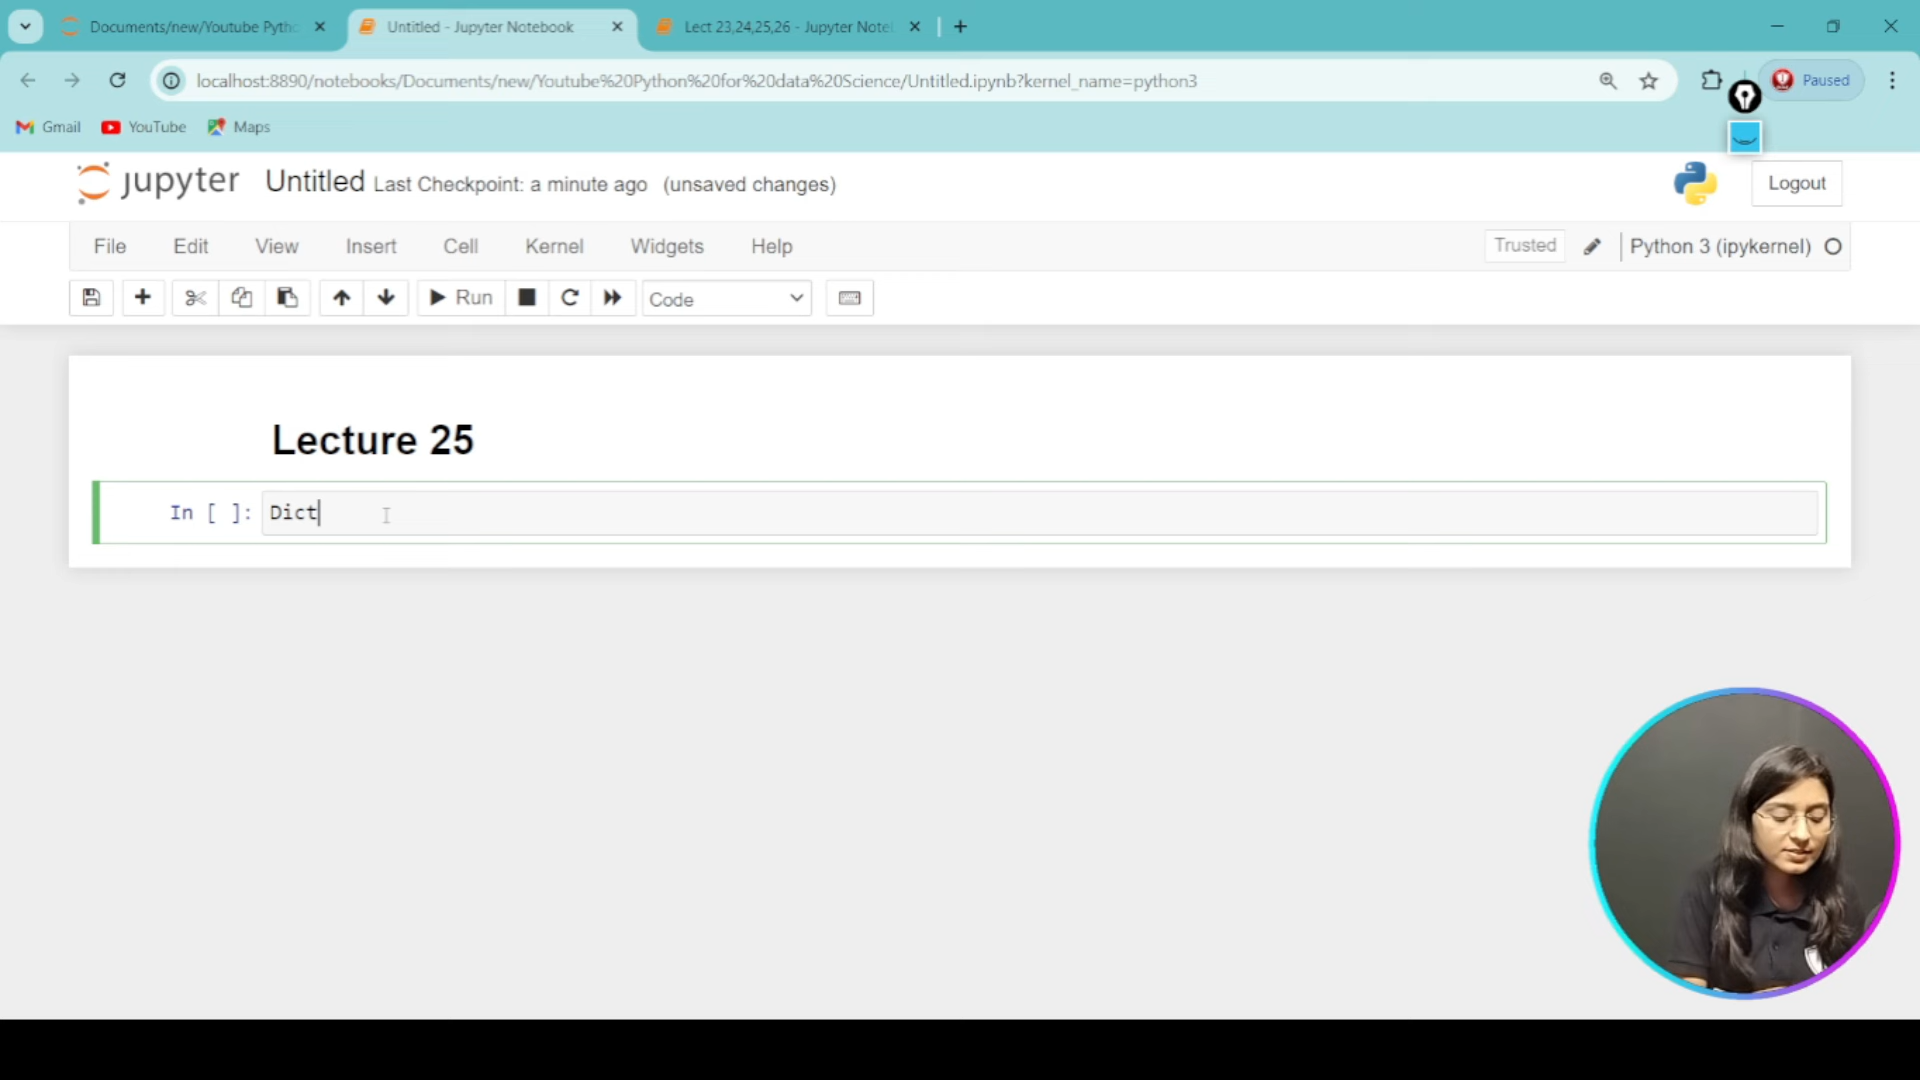 Documents/new/Youtube Pytho
Untitled - Jupyter Notebook
Lect 23,24,25,26 - Jupyter Note
localhost:8890/notebooks/Documents/new/Youtube%20Python%20for%20data%20Science/Untitled.ipynb?kernel_name=python3
Paused
Gmail
YouTube
Maps
jupyter
Untitled Last Checkpoint: a minute ago (unsaved changes)
Logout
File
Edit
View
Insert
Cell
Kernel
Widgets
Help
Trusted
Python 3 (ipykernel)
Run
Code
Lecture 25
In [ ]: Dict